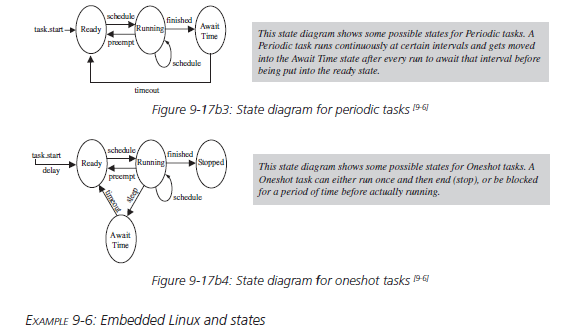 schedule
finished
task.start
Ready
Running
Await
Time
preempt
schedule
timeout
This state diagram shows some possible states for Periodic tasks. A
Periodic task runs continuously at certain intervals and gets moved
into the Await Time state after every run to await that interval before
being put into the ready state.
Figure 9-17b3: State diagram for periodic tasks [9-6]
task.start
delay
schedule
finished
Ready
Running
Stopped
preempt
schedule
timeout
sleep
Await
Time
This state diagram shows some possible states for Oneshot tasks. A
Oneshot task can either run once and then end (stop), or be blocked
for a period of time before actually running.
Figure 9-17b4: State diagram for oneshot tasks [9-6]
EXAMPLE 9-6: Embedded Linux and states